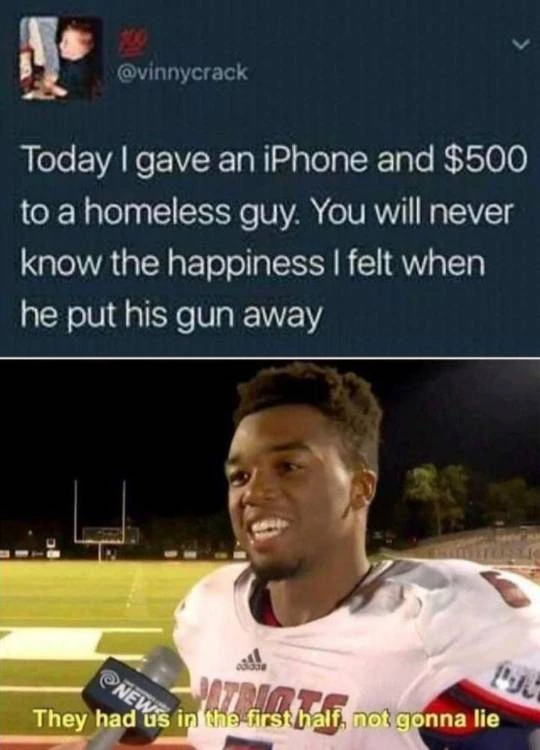 💯
@vinnycrack
Today I gave an iPhone and $500
to a homeless guy. You will never
know the happiness I felt when
he put his gun away
adidas
PATRIOTS
NEWS
They had us in the first half, not gonna lie